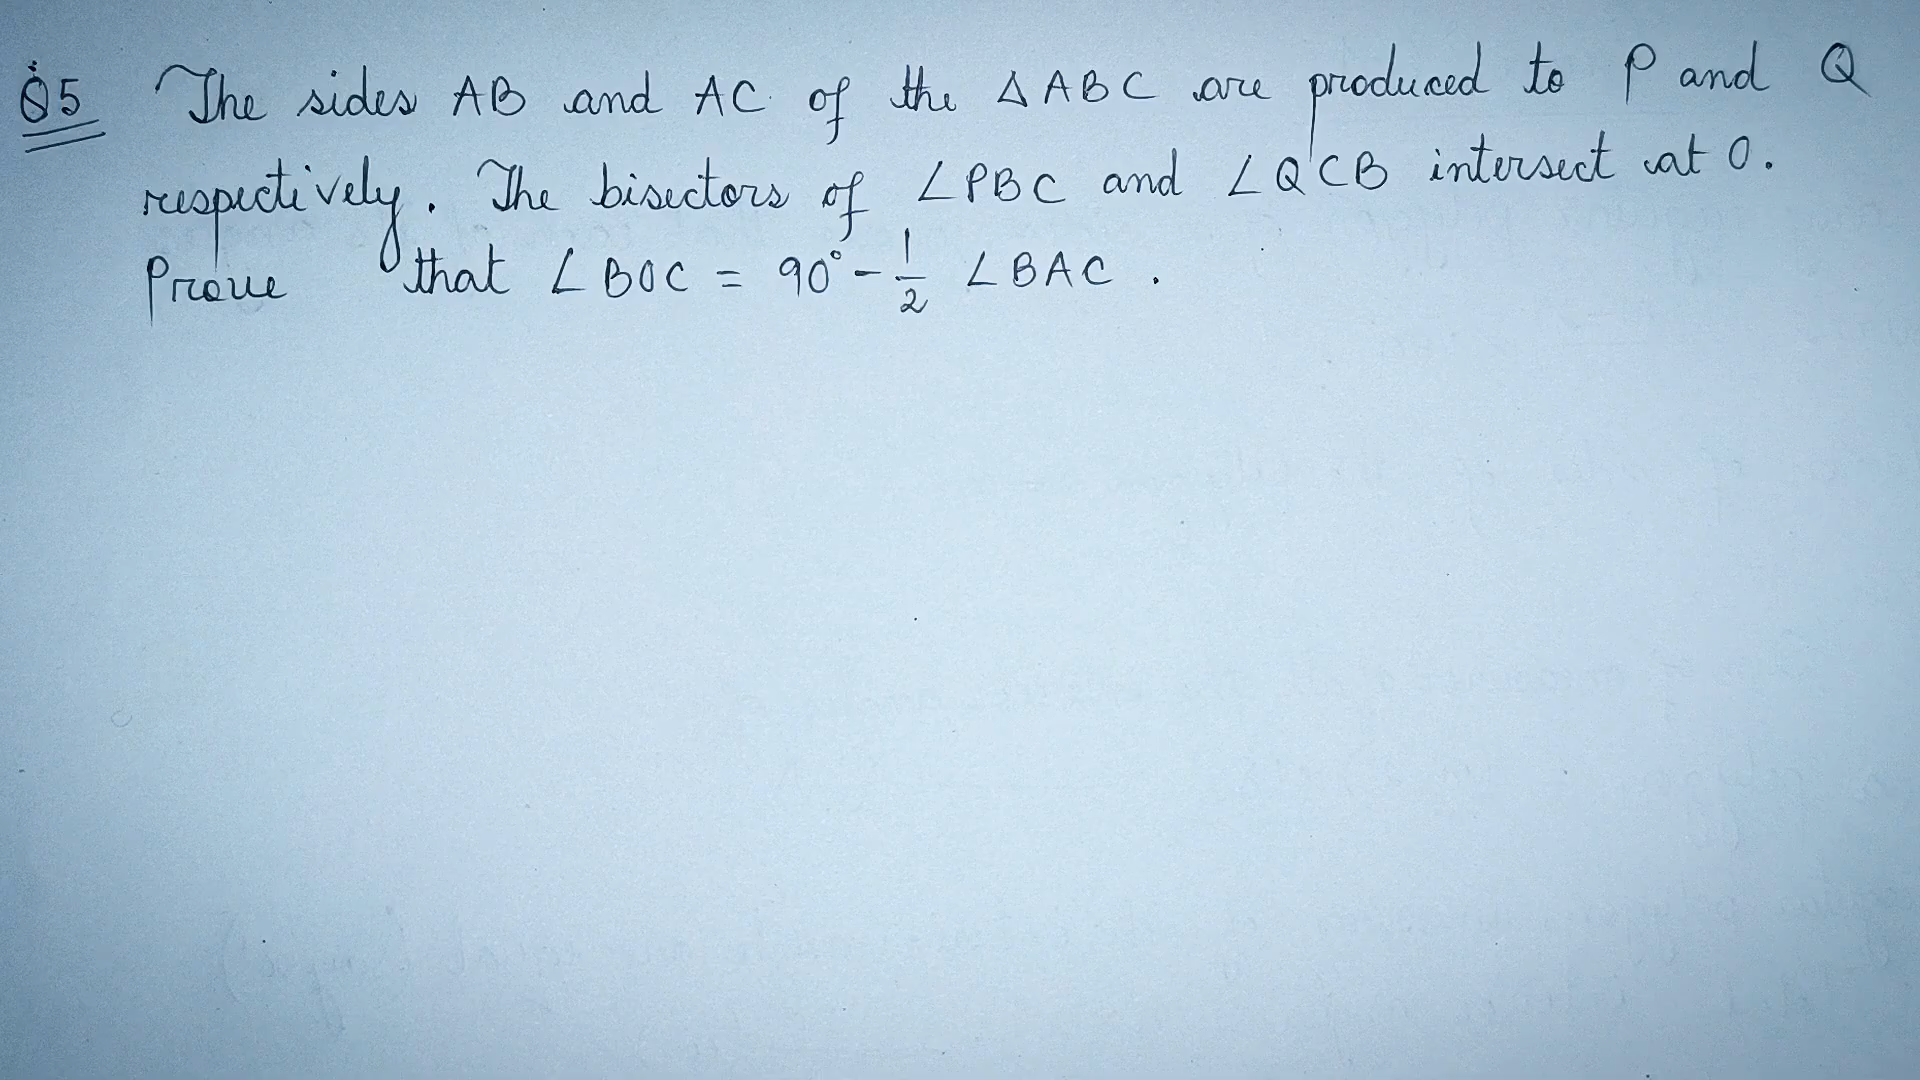 Q5 The sides AB and AC of the △ABC are produced to P and Q
respectively. The bisectors of ∠PBC and ∠QCB intersect at O.
Prove that ∠BOC = 90° - 1/2 ∠BAC.